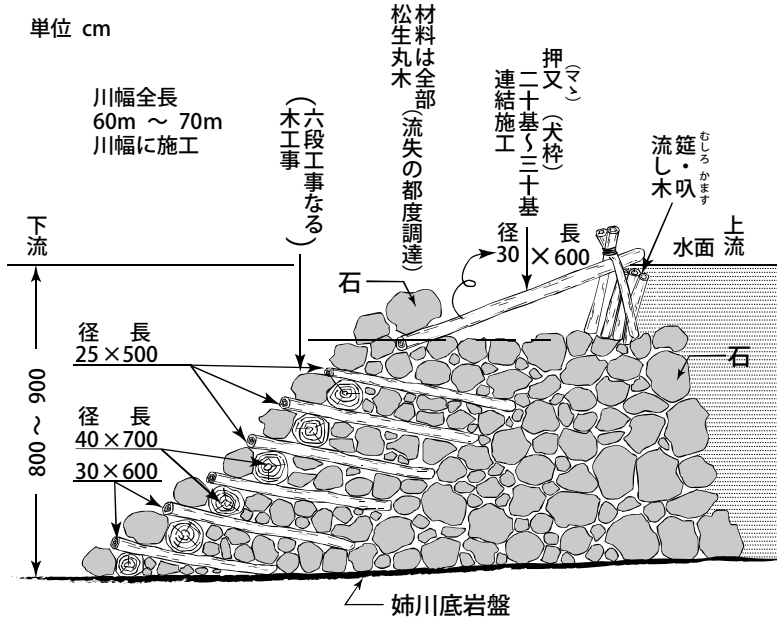 単位 cm
川幅全長
60m ～ 70m
川幅に施工
(六段工事なる
木工事)
材料は全部(流失の都度調達)
松生丸木
押又(マヽ)(犬枠)
二十基～三十基
連結施工
筵・叺
むしろ かます
流し木
下流
上流
水面
径 長
30 ×600
石
石
径 長
25×500
800 ～ 900
径 長
40×700
30×600
姉川底岩盤